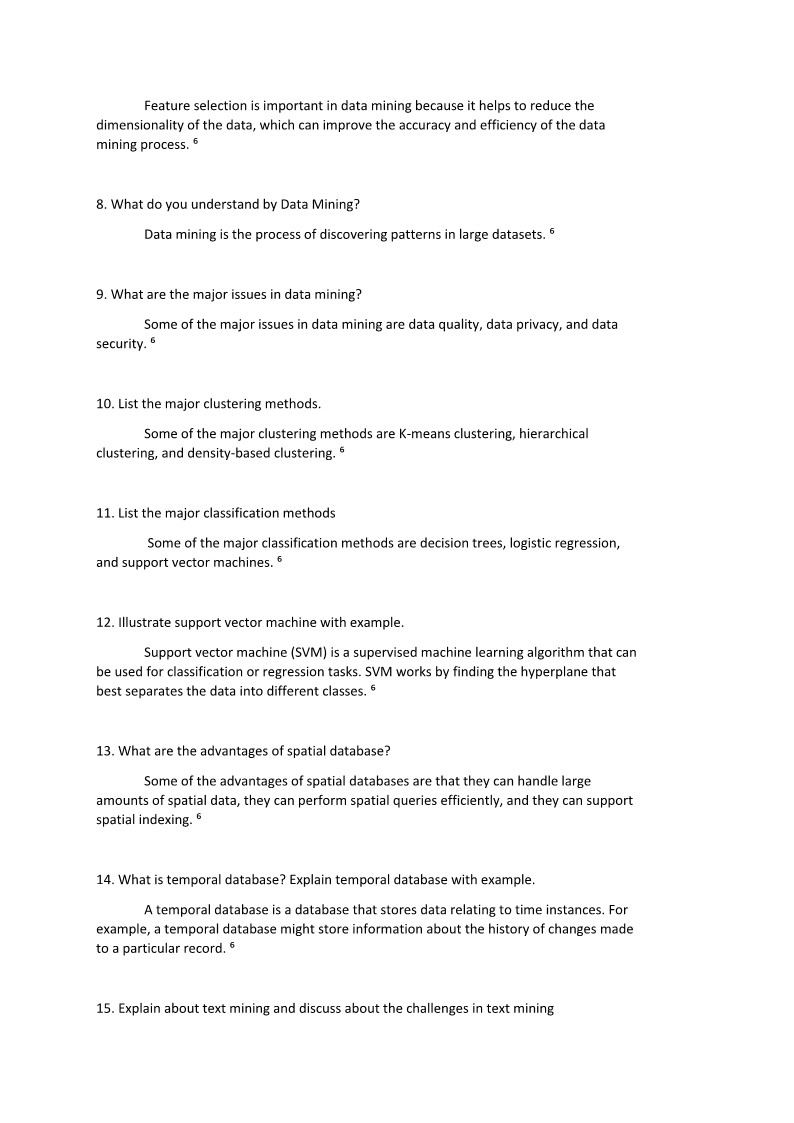 Feature selection is important in data mining because it helps to reduce the
dimensionality of the data, which can improve the accuracy and efficiency of the data
mining process. ⁶
8. What do you understand by Data Mining?
Data mining is the process of discovering patterns in large datasets. ⁶
9. What are the major issues in data mining?
Some of the major issues in data mining are data quality, data privacy, and data
security. ⁶
10. List the major clustering methods.
Some of the major clustering methods are K-means clustering, hierarchical
clustering, and density-based clustering. ⁶
11. List the major classification methods
Some of the major classification methods are decision trees, logistic regression,
and support vector machines. ⁶
12. Illustrate support vector machine with example.
Support vector machine (SVM) is a supervised machine learning algorithm that can
be used for classification or regression tasks. SVM works by finding the hyperplane that
best separates the data into different classes. ⁶
13. What are the advantages of spatial database?
Some of the advantages of spatial databases are that they can handle large
amounts of spatial data, they can perform spatial queries efficiently, and they can support
spatial indexing. ⁶
14. What is temporal database? Explain temporal database with example.
A temporal database is a database that stores data relating to time instances. For
example, a temporal database might store information about the history of changes made
to a particular record. ⁶
15. Explain about text mining and discuss about the challenges in text mining